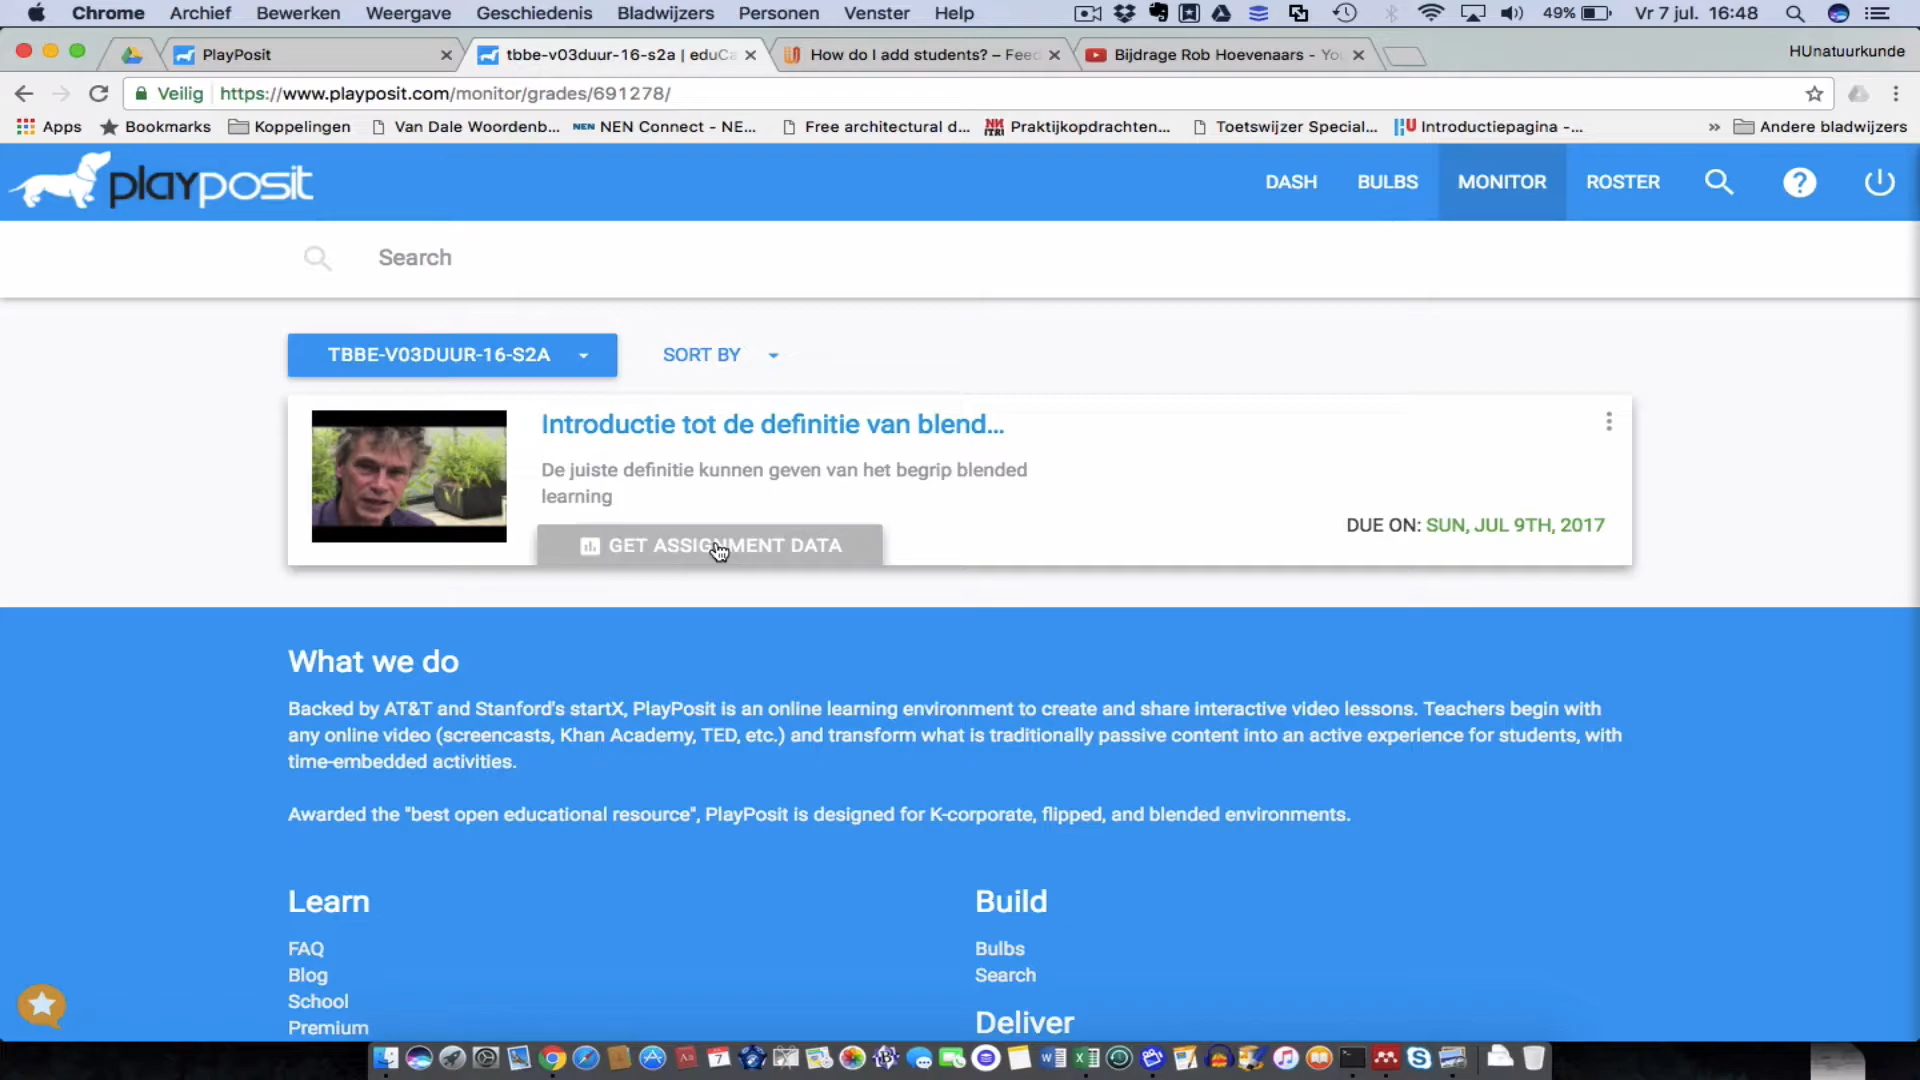 Chrome Archief Bewerken Weergave Geschiedenis Bladwijzers Personen Venster Help 49% Vr 7 jul. 16:48
PlayPosit tbbe-v03duur-16-s2a | eduCa How do I add students? – Feed Bijdrage Rob Hoevenaars - Yo HUnatuurkunde
Veilig https://www.playposit.com/monitor/grades/691278/
Apps Bookmarks Koppelingen Van Dale Woordenb... NEN NEN Connect - NE... Free architectural d... Praktijkopdrachten... Toetswijzer Special... Introductiepagina -... » Andere bladwijzers
playposit DASH BULBS MONITOR ROSTER ?
Search
TBBE-V03DUUR-16-S2A SORT BY
Introductie tot de definitie van blend...
De juiste definitie kunnen geven van het begrip blended
learning
DUE ON: SUN, JUL 9TH, 2017
GET ASSIGNMENT DATA
What we do
Backed by AT&T and Stanford's startX, PlayPosit is an online learning environment to create and share interactive video lessons. Teachers begin with
any online video (screencasts, Khan Academy, TED, etc.) and transform what is traditionally passive content into an active experience for students, with
time-embedded activities.
Awarded the "best open educational resource", PlayPosit is designed for K-corporate, flipped, and blended environments.
Learn
FAQ
Blog
School
Premium
Build
Bulbs
Search
Deliver